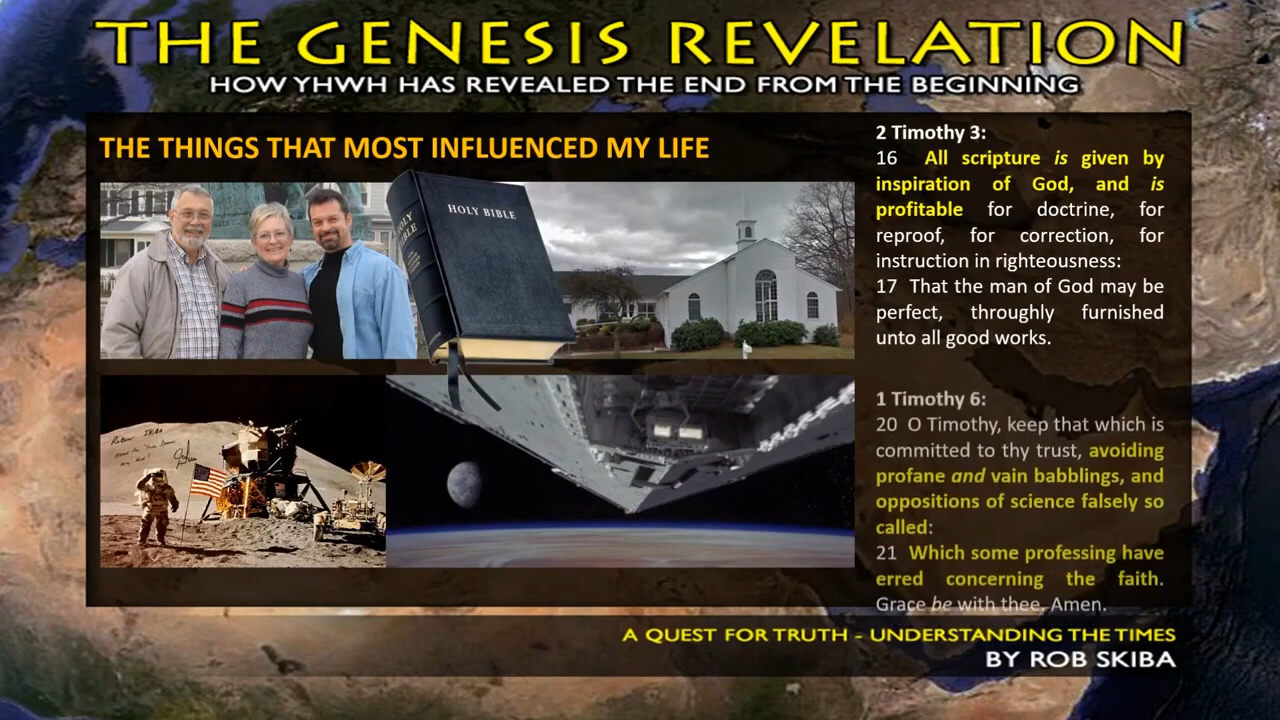 THE GENESIS REVELATION
HOW YHWH HAS REVEALED THE END FROM THE BEGINNING
THE THINGS THAT MOST INFLUENCED MY LIFE
HOLY BIBLE
HOLY
BIBLE
2 Timothy 3:
16 All scripture is given by
inspiration of God, and is
profitable for doctrine, for
reproof, for correction, for
instruction in righteousness:
17 That the man of God may be
perfect, throughly furnished
unto all good works.
1 Timothy 6:
20 O Timothy, keep that which is
committed to thy trust, avoiding
profane and vain babblings, and
oppositions of science falsely so
called:
21 Which some professing have
erred concerning the faith.
Grace be with thee. Amen.
A QUEST FOR TRUTH - UNDERSTANDING THE TIMES
BY ROB SKIBA